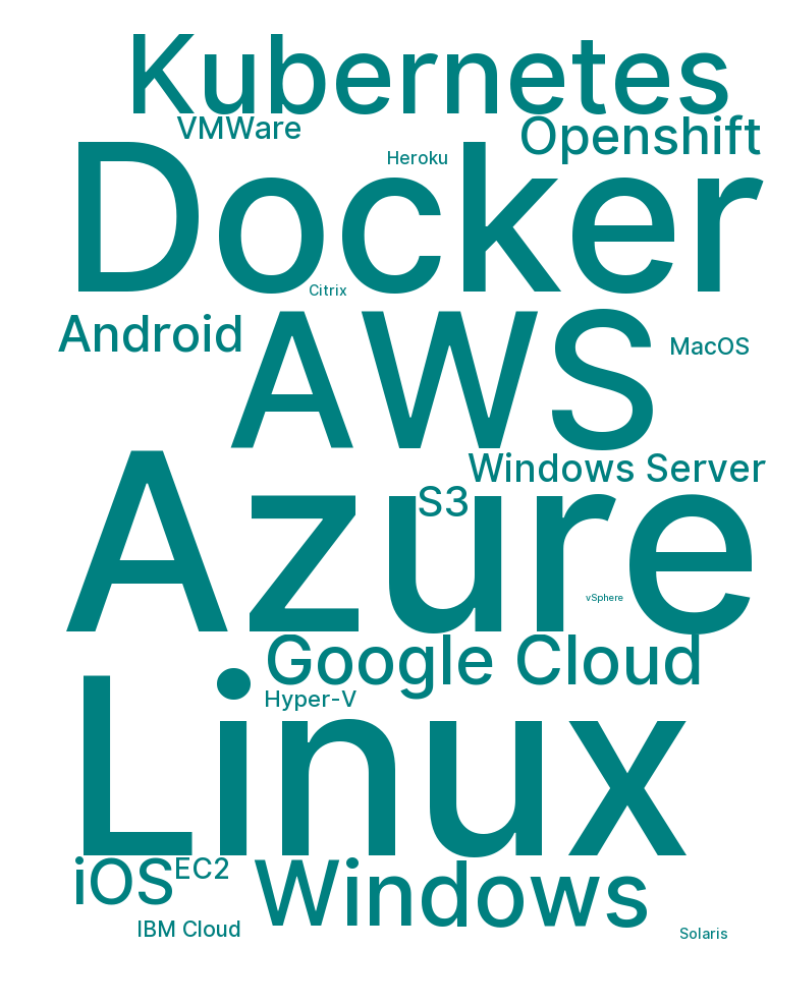 Kubernetes
VMWare
Openshift
Heroku
Docker
Citrix
Android
AWS
MacOS
Windows Server
S3
Azure
vSphere
Google Cloud
Hyper-V
Linux
iOS
EC2
Windows
IBM Cloud
Solaris